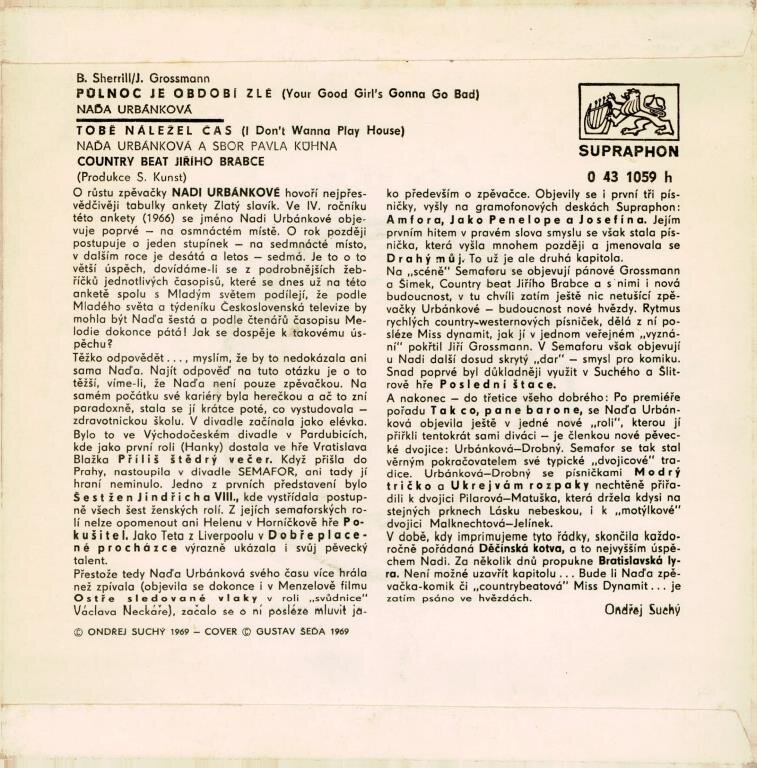 B. Sherrill/J. Grossmann
PŮLNOC JE OBDOBÍ ZLÉ (Your Good Girl's Gonna Go Bad)
NAĎA URBÁNKOVÁ
TOBĚ NÁLEŽEL ČAS (I Don't Wanna Play House)
NAĎA URBÁNKOVÁ A SBOR PAVLA KÜHNA
COUNTRY BEAT JIŘÍHO BRABCE
(Produkce S. Kunst)
SUPRAPHON
0 43 1059 h
O růstu zpěvačky NADI URBÁNKOVÉ hovoří nejpřes-
vědčivěji tabulky ankety Zlatý slavík. Ve IV. ročníku
této ankety (1966) se jméno Nadi Urbánkové obje-
vuje poprvé – na osmnáctém místě. O rok později
postupuje o jeden stupínek – na sedmnácté místo,
v dalším roce je desátá a letos – sedmá. Je to o to
větší úspěch, dovídáme-li se z podrobnějších žeb-
říčků jednotlivých časopisů, které se dnes už na této
anketě spolu s Mladým světem podílejí, že podle
Mladého světa a týdeníku Československá televize by
mohla být Naďa šestá a podle čtenářů časopisu Me-
lodie dokonce pátá! Jak se dospěje k takovému ús-
pěchu?
Těžko odpovědět . . ., myslím, že by to nedokázala ani
sama Naďa. Najít odpověď na tuto otázku je o to
těžší, víme-li, že Naďa není pouze zpěvačkou. Na
samém počátku své kariéry byla herečkou a ač to zní
paradoxně, stala se jí krátce poté, co vystudovala –
zdravotnickou školu. V divadle začínala jako elévka.
Bylo to ve Východočeském divadle v Pardubicích,
kde jako první roli (Hanky) dostala ve hře Vratislava
Blažka Příliš štědrý večer. Když přišla do
Prahy, nastoupila v divadle SEMAFOR, ani tady jí
hraní neminulo. Jedno z prvních představení bylo
Šest žen Jindřicha VIII., kde vystřídala postup-
ně všech šest ženských rolí. Z jejích semaforských ro-
lí nelze opomenout ani Helenu v Horníčkově hře Po-
kušitel. Jako Teta z Liverpoolu v Dobře place-
né procházce výrazně ukázala i svůj pěvecký
talent.
Přestože tedy Naďa Urbánková svého času více hrála
než zpívala (objevila se dokonce i v Menzelově filmu
Ostře sledované vlaky v roli „svůdnice"
Václava Neckáře), začalo se o ní posléze mluvit ja-
ko především o zpěvačce. Objevily se i první tři pís-
ničky, vyšly na gramofonových deskách Supraphon:
Amfora, Jako Penelope a Josefína. Jejím
prvním hitem v pravém slova smyslu se však stala pís-
nička, která vyšla mnohem později a jmenovala se
Drahý můj. To už je ale druhá kapitola.
Na „scéně" Semaforu se objevují pánové Grossmann
a Šimek, Country beat Jiřího Brabce a s nimi i nová
budoucnost, v tu chvíli zatím ještě nic netušící zpě-
vačky Urbánkové – budoucnost nové hvězdy. Rytmus
rychlých country-westernových písniček, dělá z ní po-
sléze Miss dynamit, jak jí v jednom veřejném „vyzná-
ní" pokřtil Jiří Grossmann. V Semaforu však objevují
u Nadi další dosud skrytý „dar" – smysl pro komiku.
Snad poprvé byl důkladněji využit v Suchého a Šlit-
rově hře Poslední štace.
A nakonec – do třetice všeho dobrého: Po premiéře
pořadu Tak co, pane barone, se Naďa Urbán-
ková objevila ještě v jedné nové „roli", kterou jí
přiřkli tentokrát sami diváci – je členkou nové pěvec-
ké dvojice: Urbánková–Drobný. Semafor se tak stal
věrným pokračovatelem své typické „dvojicové" tra-
dice. Urbánková–Drobný se písničkami Modrý
tričko a Ukrejvám rozpaky nechtěně přiřa-
dili k dvojici Pilarová–Matuška, která držela kdysi na
stejných prknech Lásku nebeskou, i k „motýlkové"
dvojici Malknechtová–Jelínek.
V době, kdy imprimujeme tyto řádky, skončila každo-
ročně pořádaná Děčínská kotva, a to nejvyšším úspě-
chem Nadi. Za několik dnů propukne Bratislavská ly-
ra. Není možné uzavřít kapitolu . . . Bude li Naďa zpě-
vačka-komik či „countrybeatová" Miss Dynamit . . . je
zatím psáno ve hvězdách.
Ondřej Suchý
© ONDŘEJ SUCHÝ 1969 – COVER © GUSTAV ŠEDA 1969